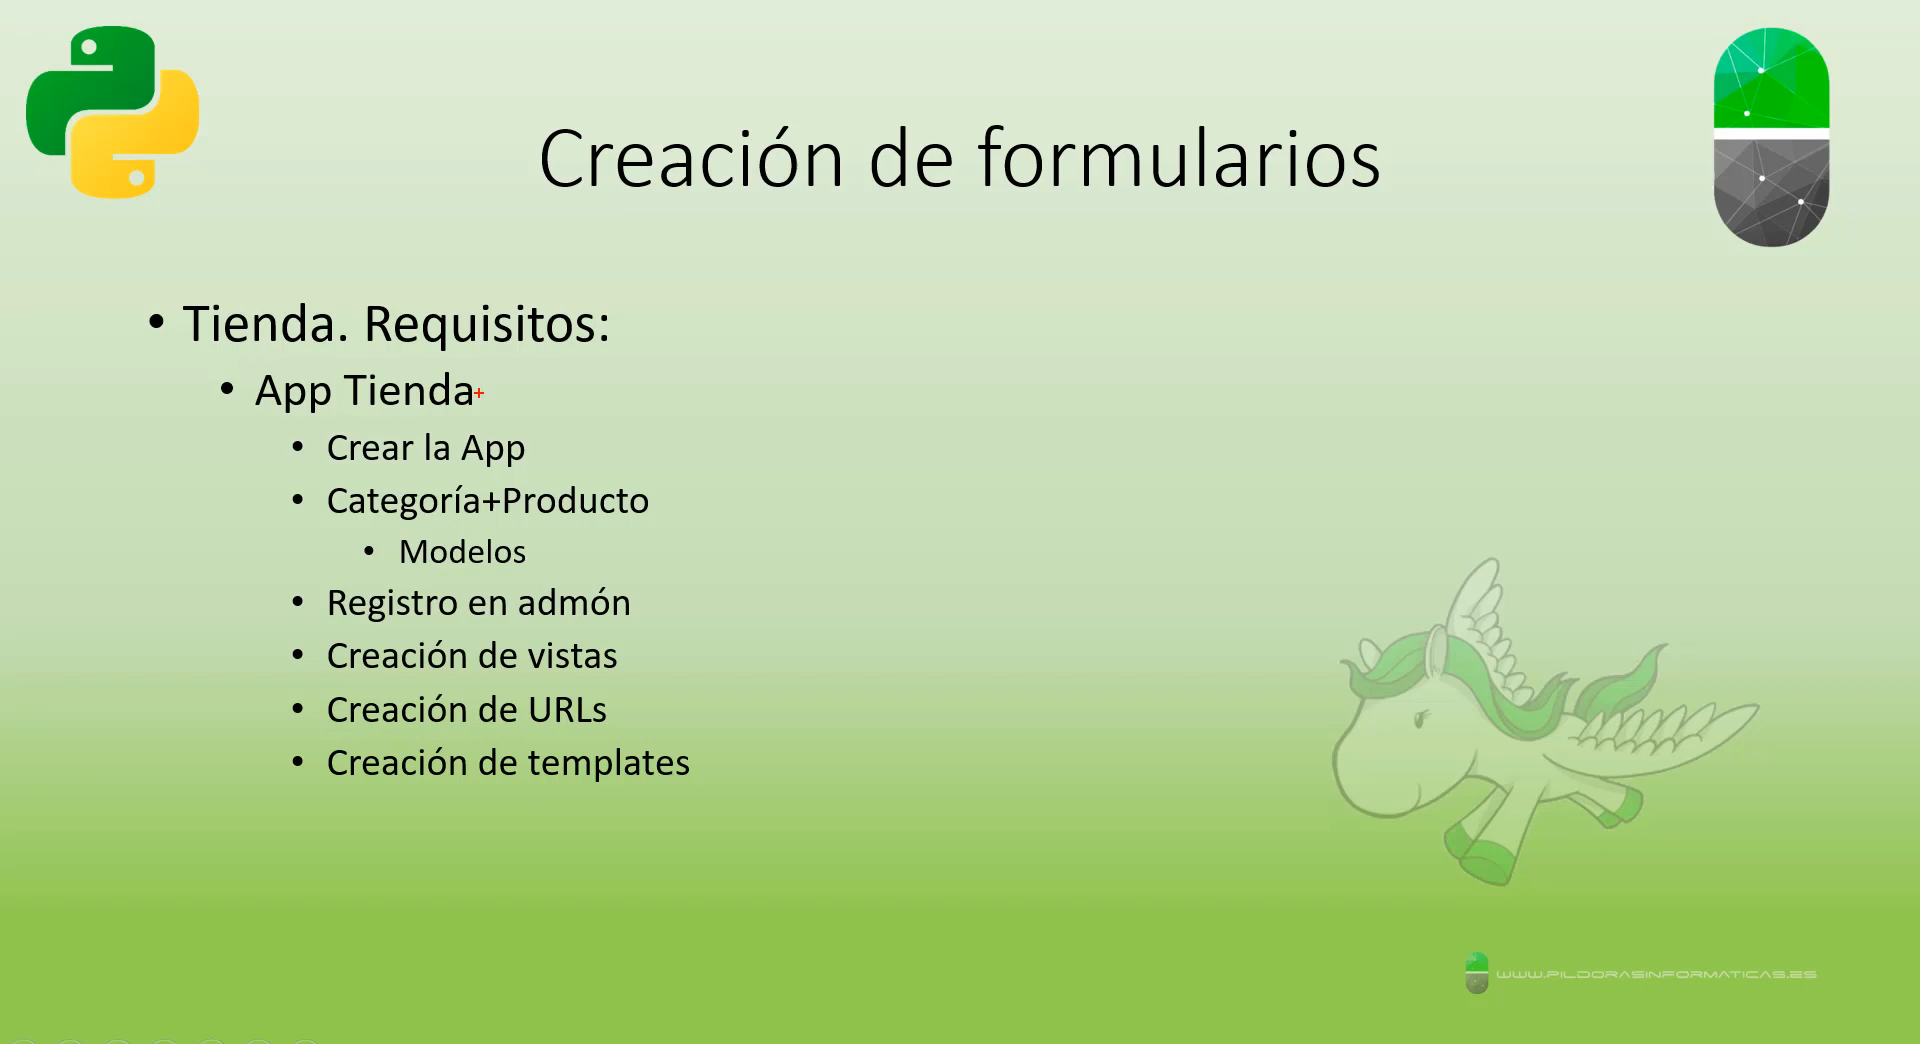 Creación de formularios
• Tienda. Requisitos:
• App Tienda
• Crear la App
• Categoría+Producto
• Modelos
• Registro en admón
• Creación de vistas
• Creación de URLs
• Creación de templates
WWW.PILDORASINFORMATICAS.ES